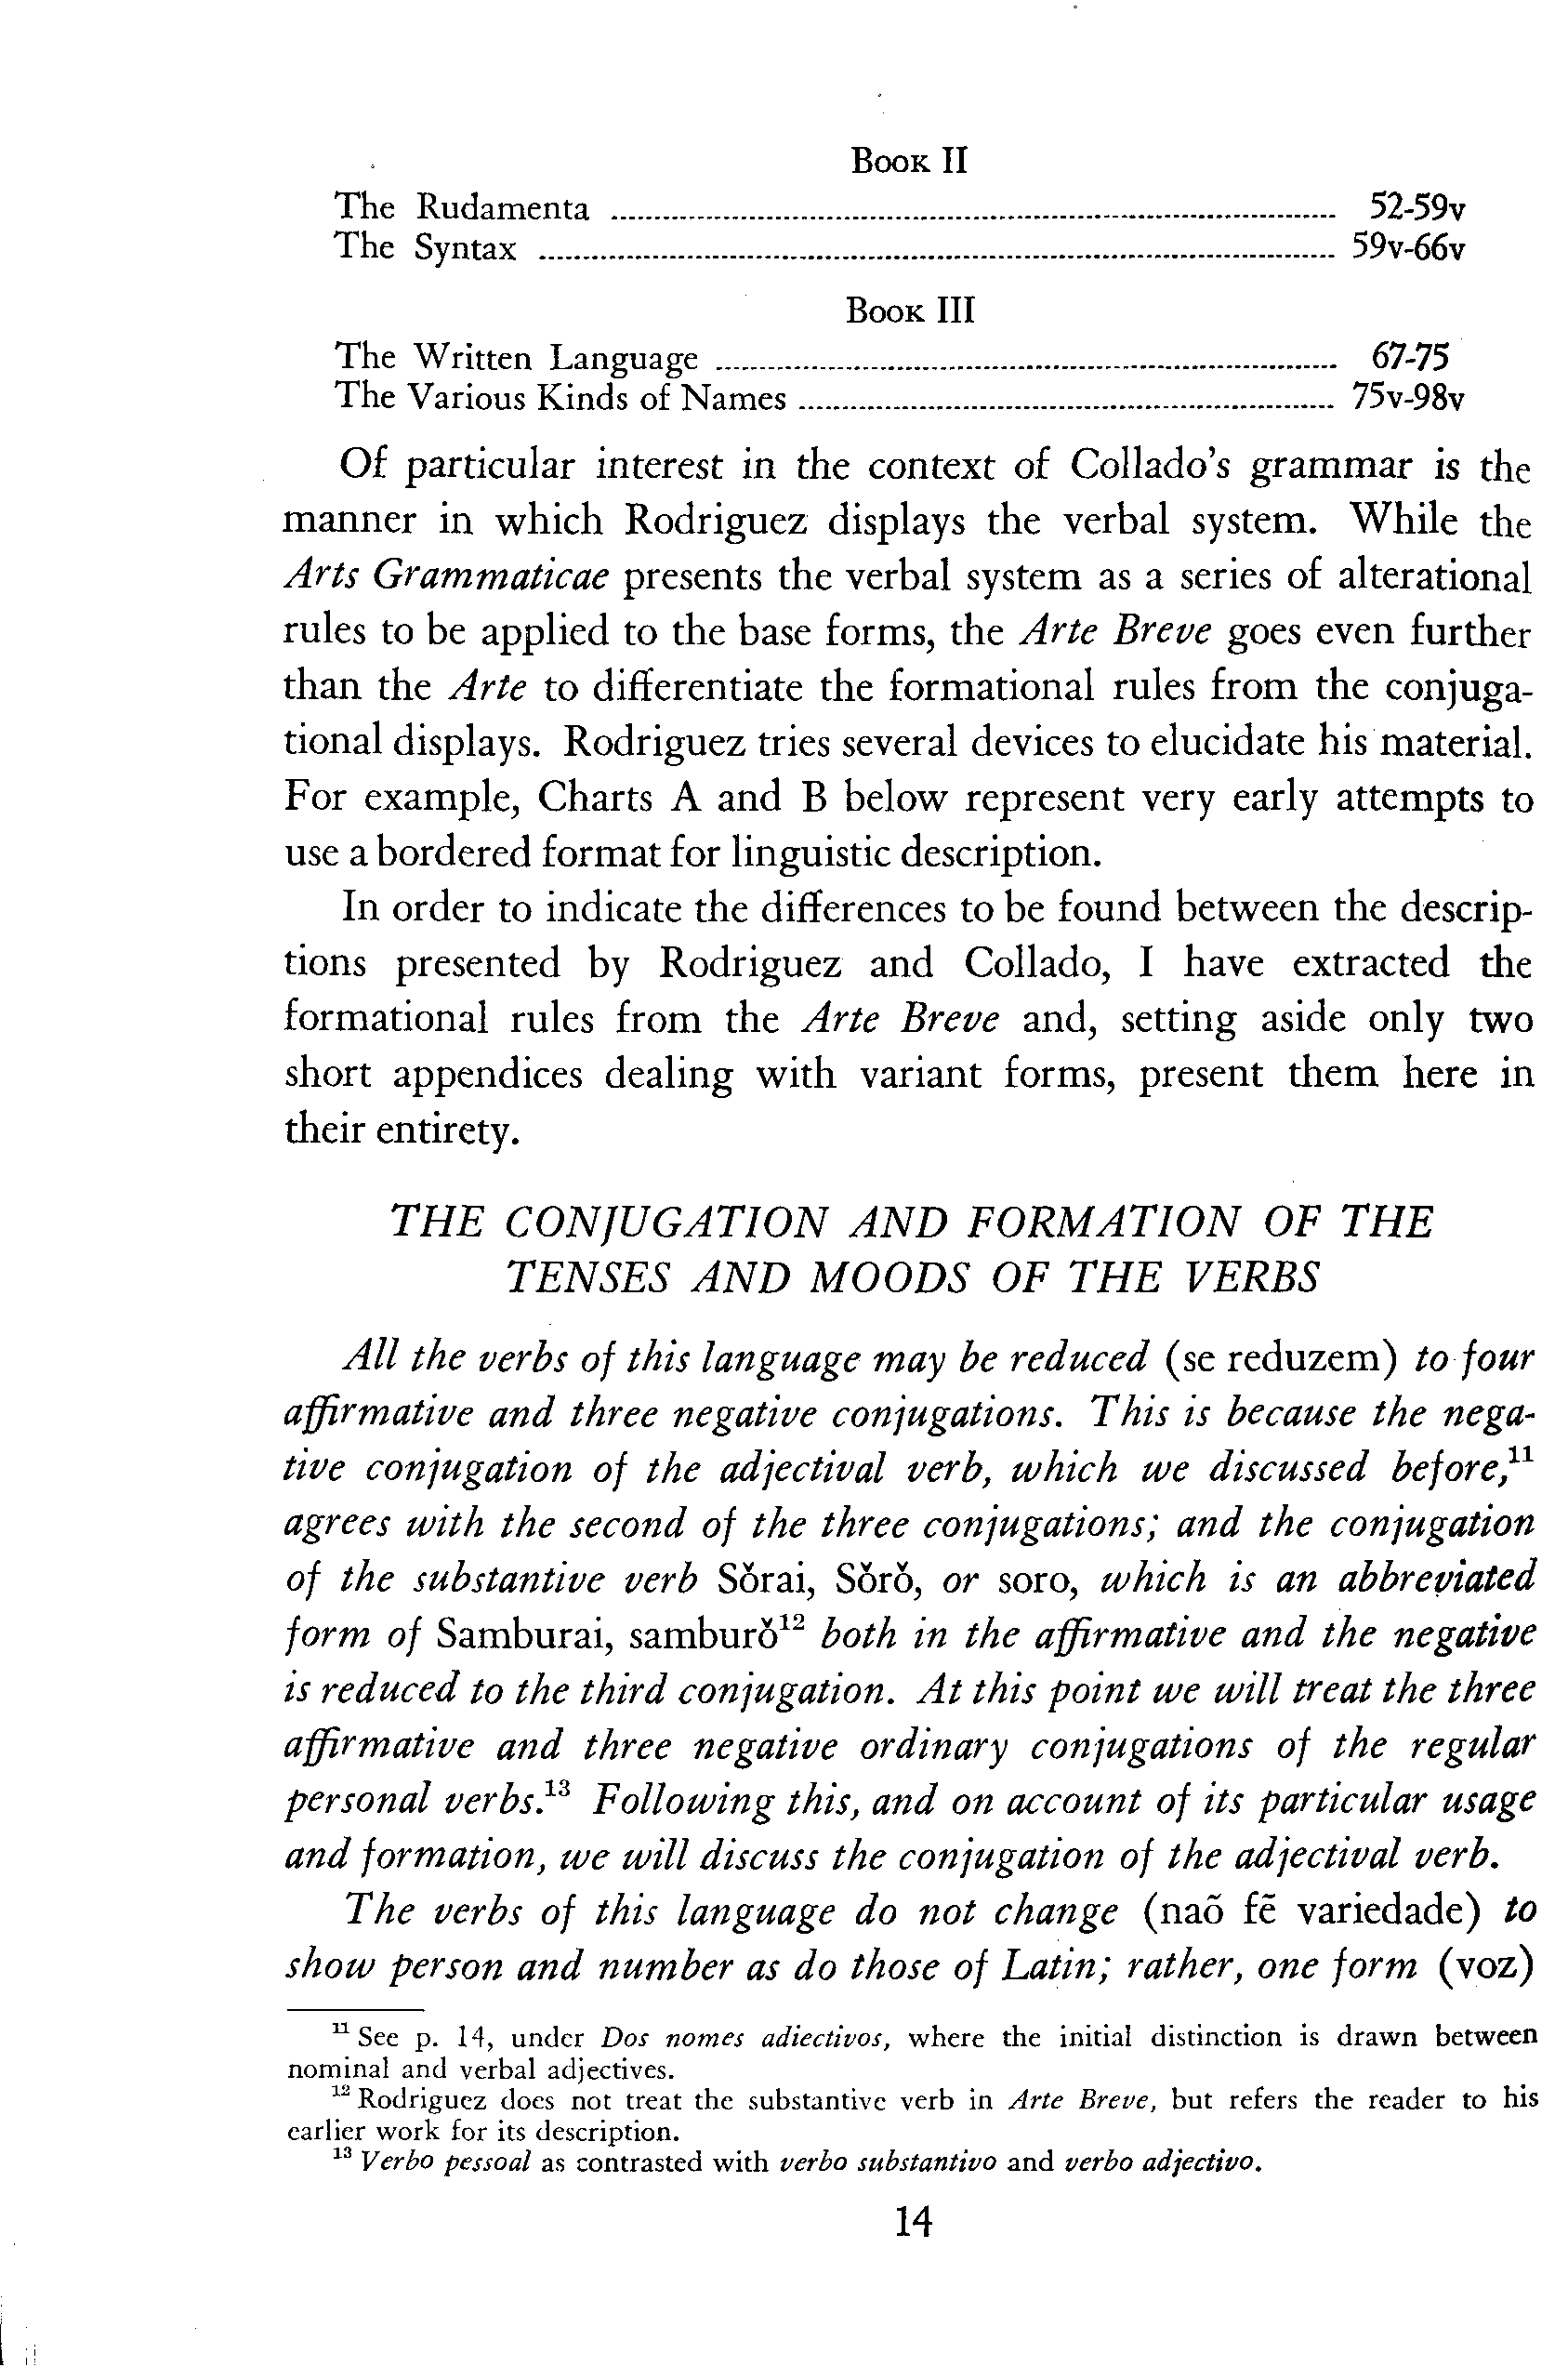 Book II
The Rudamenta ........ 52-59v
The Syntax ........ 59v-66v
Book III
The Written Language ........ 67-75
The Various Kinds of Names ........ 75v-98v
Of particular interest in the context of Collado's grammar is the
manner in which Rodriguez displays the verbal system. While the
Arts Grammaticae presents the verbal system as a series of alterational
rules to be applied to the base forms, the Arte Breve goes even further
than the Arte to differentiate the formational rules from the conjuga-
tional displays. Rodriguez tries several devices to elucidate his material.
For example, Charts A and B below represent very early attempts to
use a bordered format for linguistic description.
In order to indicate the differences to be found between the descrip-
tions presented by Rodriguez and Collado, I have extracted the
formational rules from the Arte Breve and, setting aside only two
short appendices dealing with variant forms, present them here in
their entirety.
THE CONJUGATION AND FORMATION OF THE
TENSES AND MOODS OF THE VERBS
All the verbs of this language may be reduced (se reduzem) to four
affirmative and three negative conjugations. This is because the nega-
tive conjugation of the adjectival verb, which we discussed before,¹¹
agrees with the second of the three conjugations; and the conjugation
of the substantive verb Sŏrai, Sŏrŏ, or soro, which is an abbreviated
form of Samburai, samburŏ¹² both in the affirmative and the negative
is reduced to the third conjugation. At this point we will treat the three
affirmative and three negative ordinary conjugations of the regular
personal verbs.¹³ Following this, and on account of its particular usage
and formation, we will discuss the conjugation of the adjectival verb.
The verbs of this language do not change (naõ fẽ variedade) to
show person and number as do those of Latin; rather, one form (voz)
¹¹ See p. 14, under Dos nomes adiectivos, where the initial distinction is drawn between
nominal and verbal adjectives.
¹² Rodriguez does not treat the substantive verb in Arte Breve, but refers the reader to his
earlier work for its description.
¹³ Verbo pessoal as contrasted with verbo substantivo and verbo adjectivo.
14